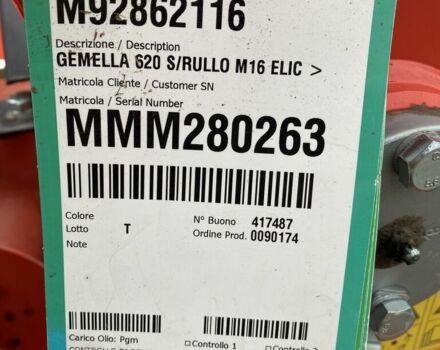 M92862116
Descrizione / Description
GEMELLA 620 S/RULLO M16 ELIC >
Matricola Cliente / Customer SN
Matricola / Serial Number
MMM280263
Colore
Lotto T
Note
N° Buono 417487
Ordine Prod. 0090174
Carico Olio: Pgm
Controllo 1